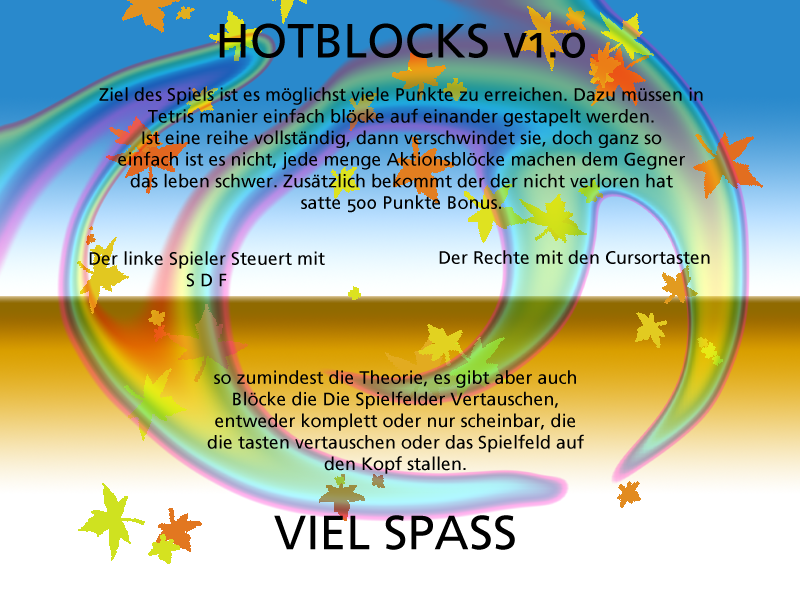 HOTBLOCKS v1.0
Ziel des Spiels ist es möglichst viele Punkte zu erreichen. Dazu müssen in
Tetris manier einfach blöcke auf einander gestapelt werden.
Ist eine reihe vollständig, dann verschwindet sie, doch ganz so
einfach ist es nicht, jede menge Aktionsblöcke machen dem Gegner
das leben schwer. Zusätzlich bekommt der der nicht verloren hat
satte 500 Punkte Bonus.
Der linke Spieler Steuert mit
S D F
Der Rechte mit den Cursortasten
so zumindest die Theorie, es gibt aber auch
Blöcke die Die Spielfelder Vertauschen,
entweder komplett oder nur scheinbar, die
die tasten vertauschen oder das Spielfeld auf
den Kopf stallen.
VIEL SPASS